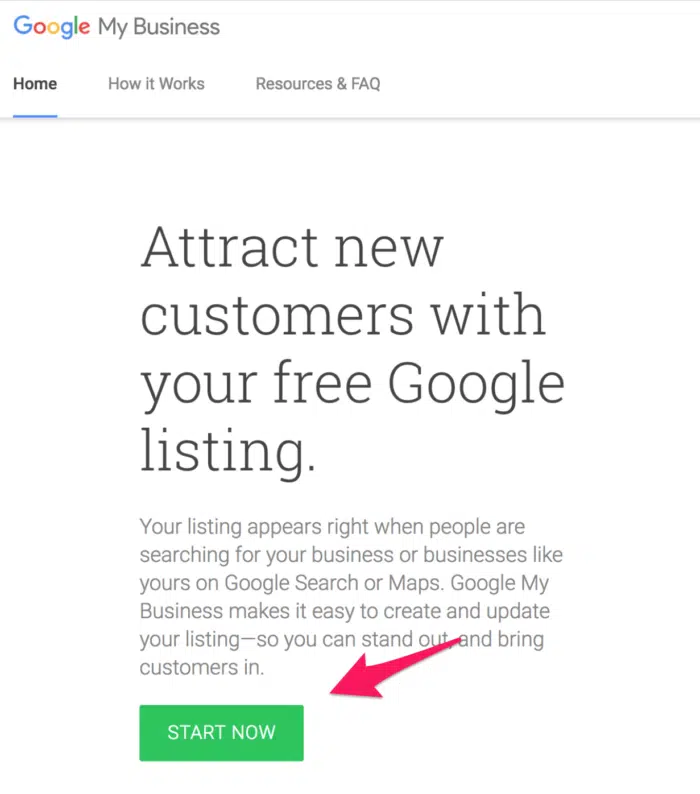 Google My Business
Home How it Works Resources & FAQ
Attract new
customers with
your free Google
listing.
Your listing appears right when people are
searching for your business or businesses like
yours on Google Search or Maps. Google My
Business makes it easy to create and update
your listing—so you can stand out, and bring
customers in.
START NOW